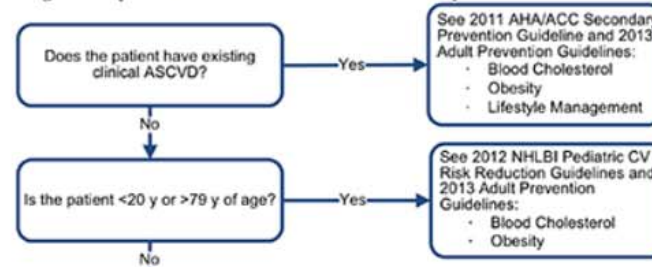 Does the patient have existing
clinical ASCVD?
Yes
See 2011 AHA/ACC Secondary
Prevention Guideline and 2013
Adult Prevention Guidelines:
· Blood Cholesterol
· Obesity
· Lifestyle Management
No
Is the patient <20 y or >79 y of age?
Yes
See 2012 NHLBI Pediatric CV
Risk Reduction Guidelines and
2013 Adult Prevention
Guidelines:
· Blood Cholesterol
· Obesity
No